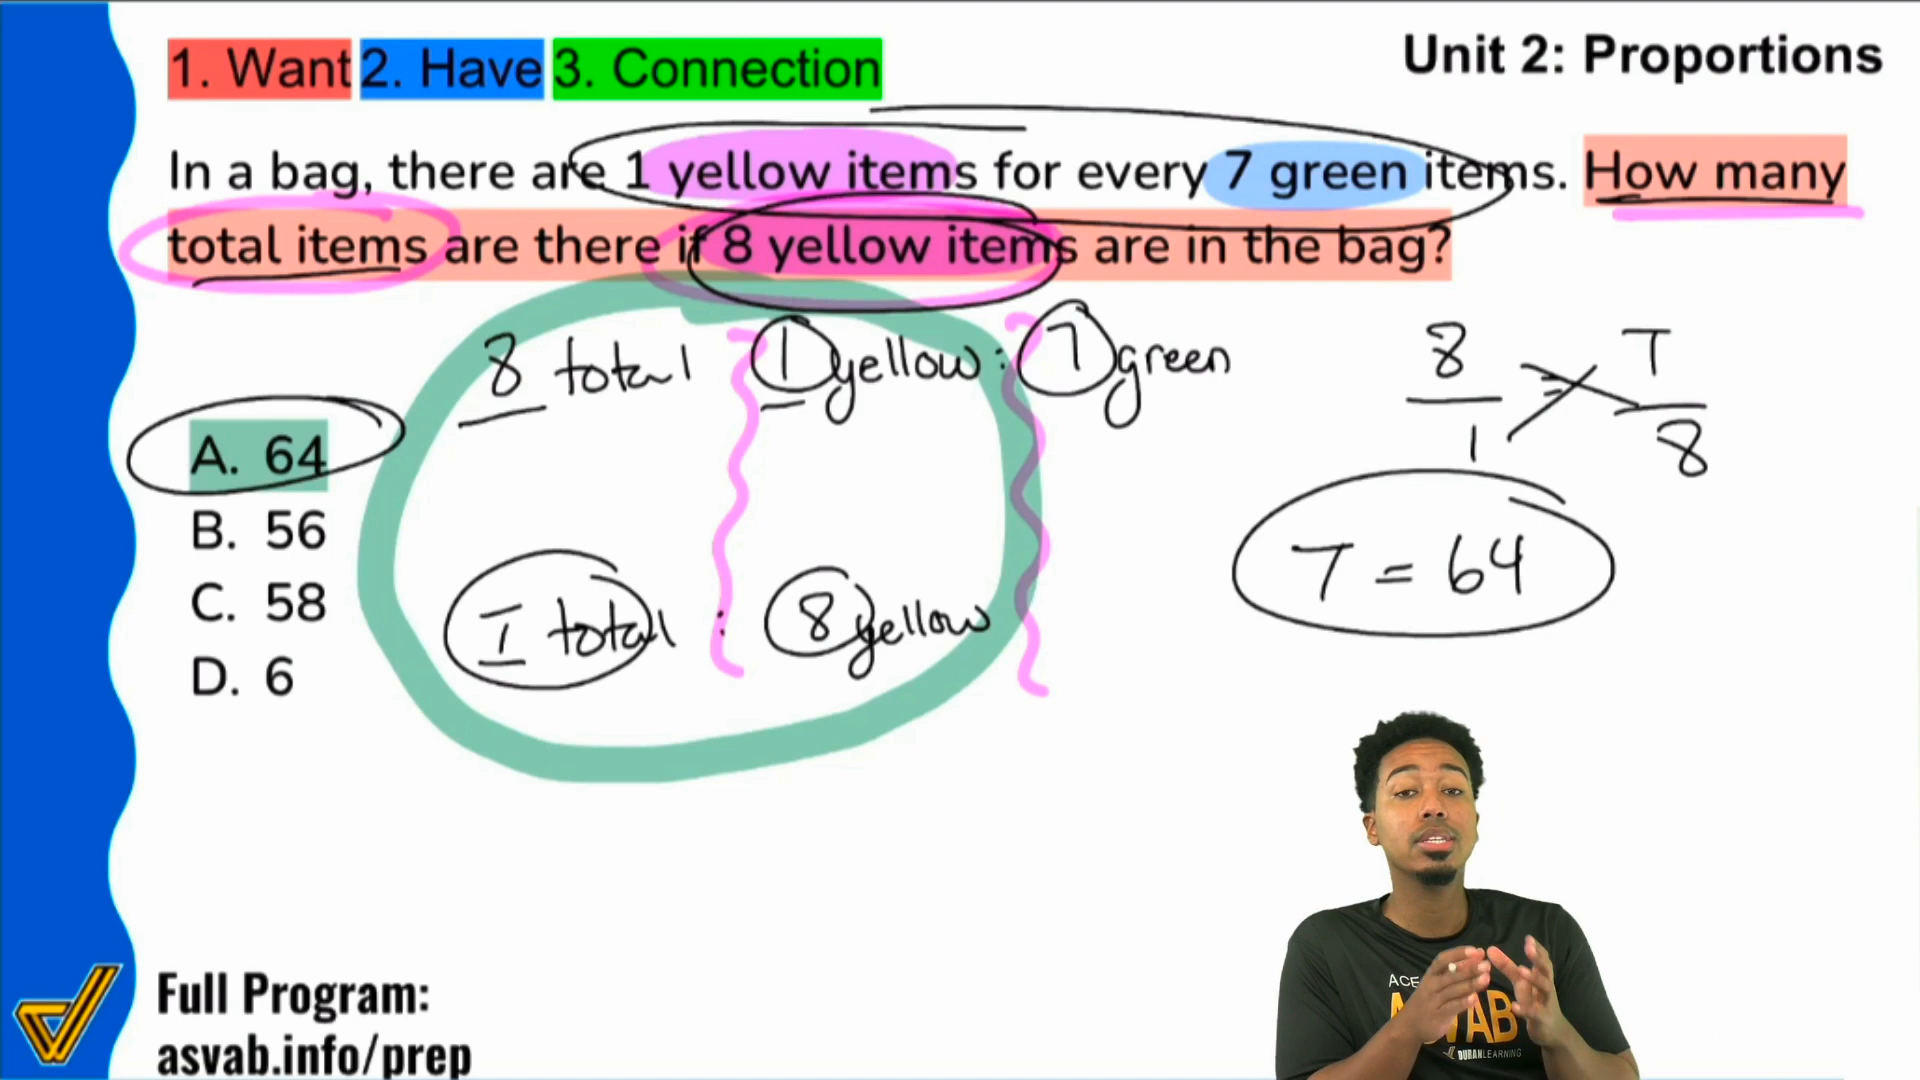 1. Want 2. Have 3. Connection
Unit 2: Proportions
In a bag, there are 1 yellow items for every 7 green items. How many
total items are there if 8 yellow items are in the bag?
8 total 1 yellow : 7 green
T total : 8 yellow
8/1 = T/8
T = 64
A. 64
B. 56
C. 58
D. 6
Full Program:
asvab.info/prep
ACE
ASVAB
DURANLEARNING